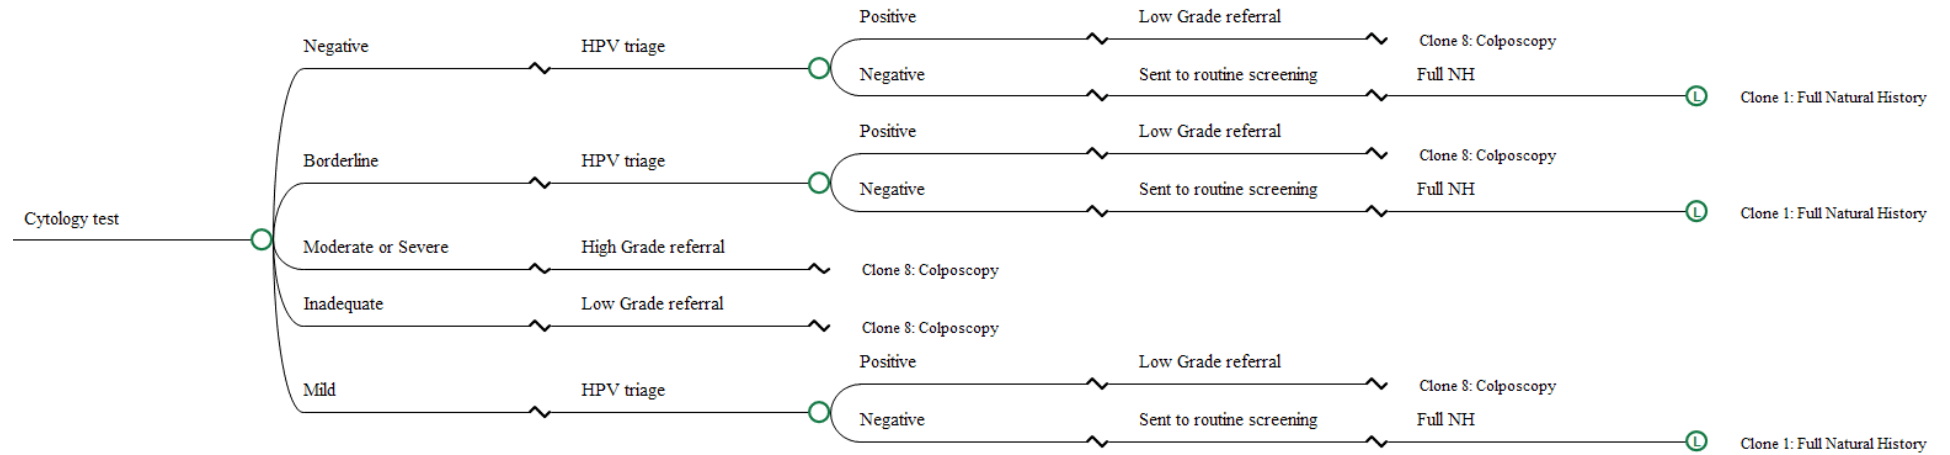 Cytology test
Negative
HPV triage
Positive
Low Grade referral
Clone 8: Colposcopy
Negative
Sent to routine screening
Full NH
L
Clone 1: Full Natural History
Borderline
HPV triage
Positive
Low Grade referral
Clone 8: Colposcopy
Negative
Sent to routine screening
Full NH
L
Clone 1: Full Natural History
Moderate or Severe
High Grade referral
Clone 8: Colposcopy
Inadequate
Low Grade referral
Clone 8: Colposcopy
Mild
HPV triage
Positive
Low Grade referral
Clone 8: Colposcopy
Negative
Sent to routine screening
Full NH
L
Clone 1: Full Natural History